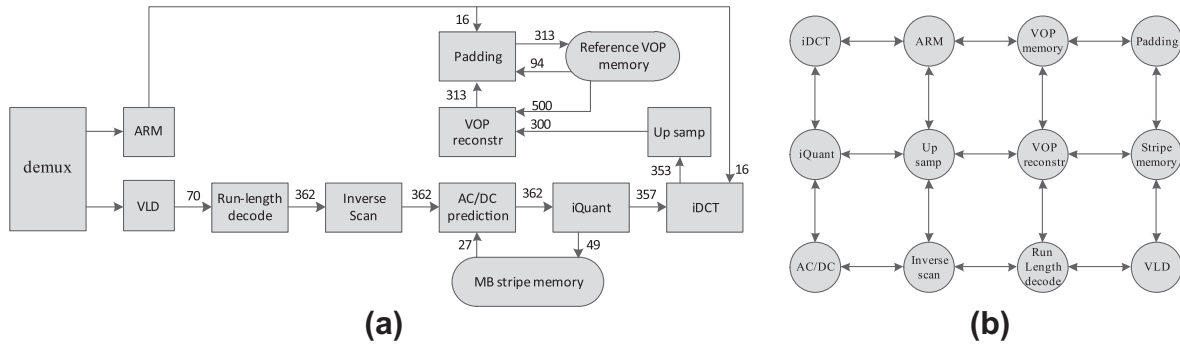 16
313
Padding
Reference VOP
memory
94
313
500
VOP
reconstr
300
Up samp
ARM
demux
353
16
VLD
70
Run-length
decode
362
Inverse
Scan
362
AC/DC
prediction
362
iQuant
357
iDCT
27
49
MB stripe memory
(a)
iDCT
ARM
VOP
memory
Padding
iQuant
Up
samp
VOP
reconstr
Stripe
memory
AC/DC
Inverse
scan
Run
Length
decode
VLD
(b)